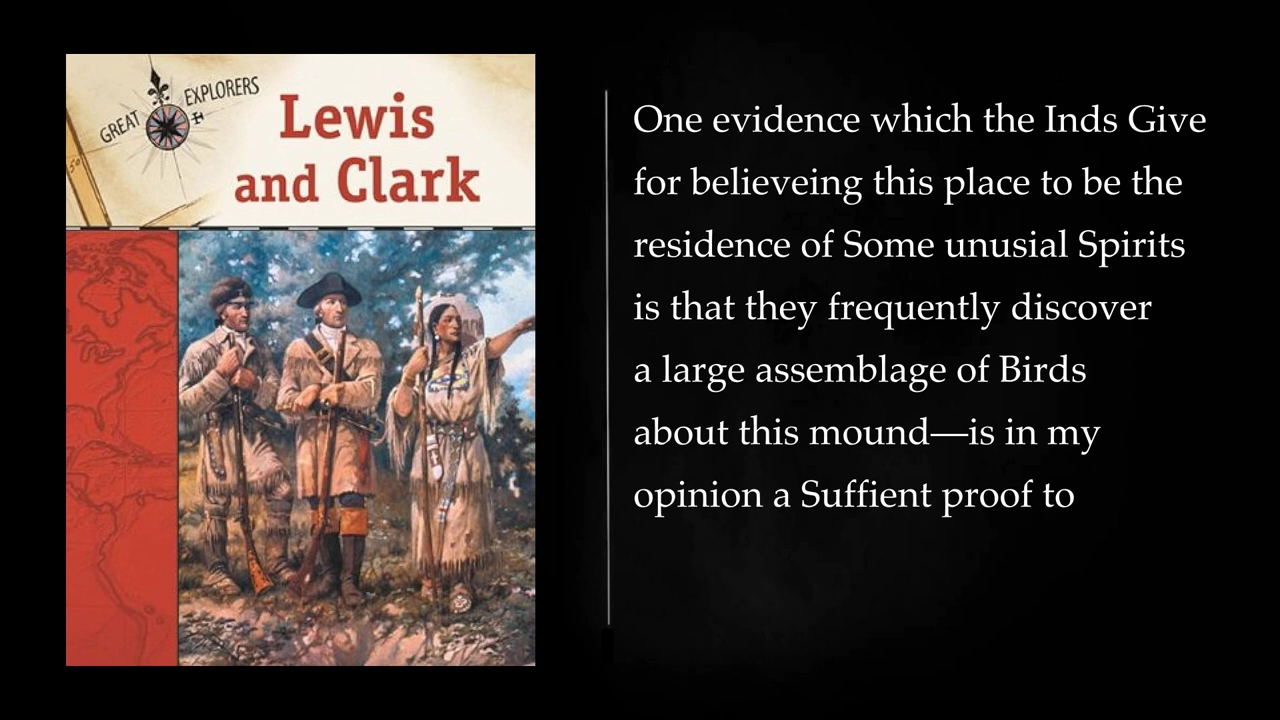 GREAT EXPLORERS
Lewis
and Clark
50
One evidence which the Inds Give
for believeing this place to be the
residence of Some unusial Spirits
is that they frequently discover
a large assemblage of Birds
about this mound—is in my
opinion a Suffient proof to